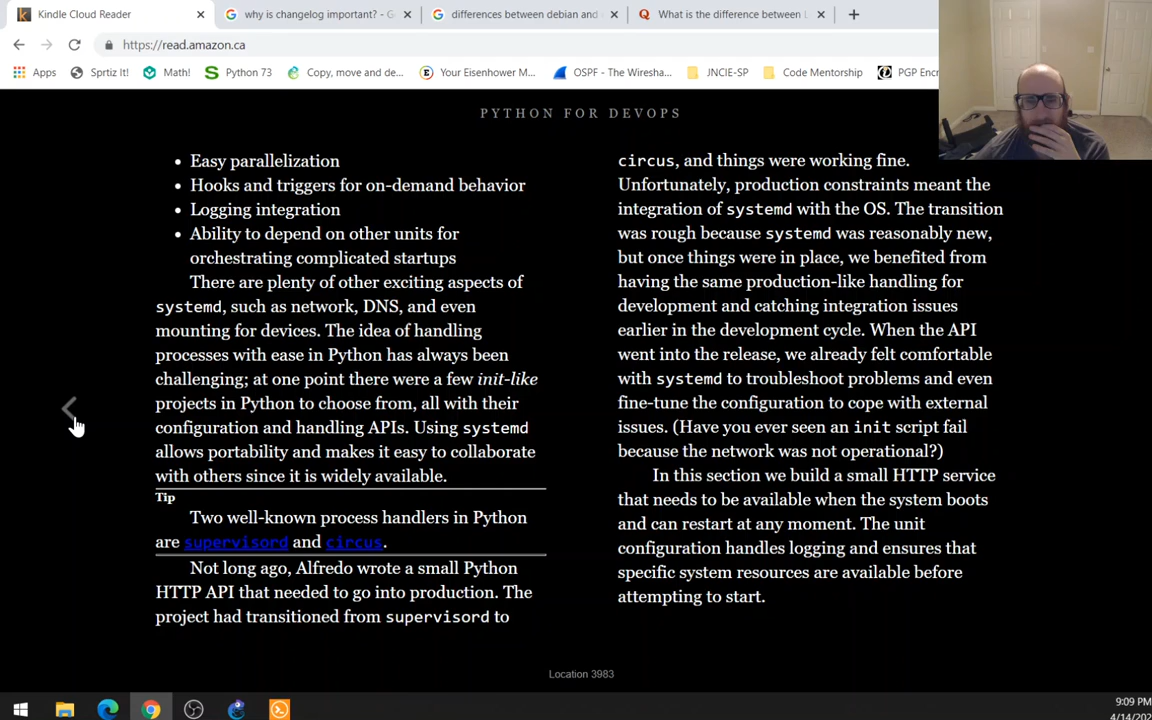 Kindle Cloud Reader
why is changelog important? - G
differences between debian and
What is the difference between
https://read.amazon.ca
Apps
Sprtiz It!
Math!
Python 73
Copy, move and de...
Your Eisenhower M...
OSPF - The Wiresha...
JNCIE-SP
Code Mentorship
PGP Encr
PYTHON FOR DEVOPS
• Easy parallelization
• Hooks and triggers for on-demand behavior
• Logging integration
• Ability to depend on other units for
orchestrating complicated startups
There are plenty of other exciting aspects of
systemd, such as network, DNS, and even
mounting for devices. The idea of handling
processes with ease in Python has always been
challenging; at one point there were a few init-like
projects in Python to choose from, all with their
configuration and handling APIs. Using systemd
allows portability and makes it easy to collaborate
with others since it is widely available.
Tip
Two well-known process handlers in Python
are supervisord and circus.
Not long ago, Alfredo wrote a small Python
HTTP API that needed to go into production. The
project had transitioned from supervisord to
circus, and things were working fine.
Unfortunately, production constraints meant the
integration of systemd with the OS. The transition
was rough because systemd was reasonably new,
but once things were in place, we benefited from
having the same production-like handling for
development and catching integration issues
earlier in the development cycle. When the API
went into the release, we already felt comfortable
with systemd to troubleshoot problems and even
fine-tune the configuration to cope with external
issues. (Have you ever seen an init script fail
because the network was not operational?)
In this section we build a small HTTP service
that needs to be available when the system boots
and can restart at any moment. The unit
configuration handles logging and ensures that
specific system resources are available before
attempting to start.
Location 3983
9:09 PM
4/14/202